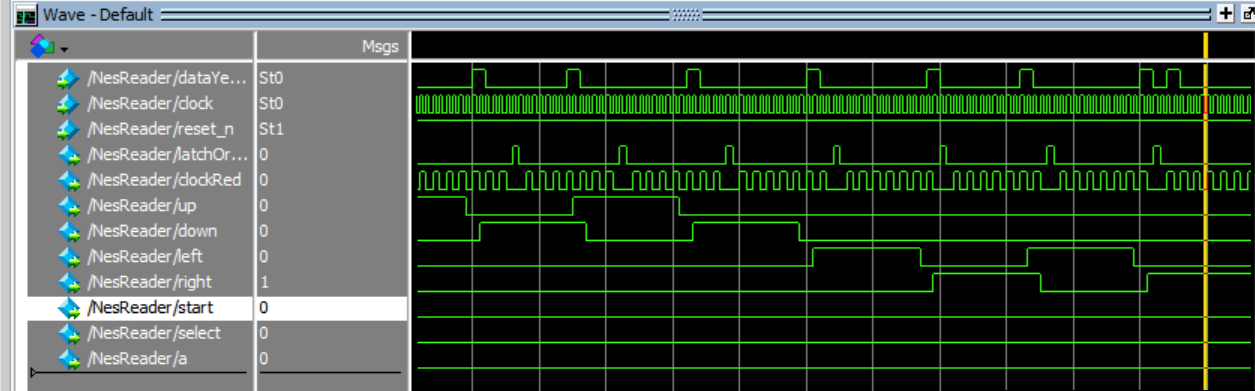 Wave - Default
Msgs
/NesReader/dataYe... St0
/NesReader/clock St0
/NesReader/reset_n St1
/NesReader/latchOr... 0
/NesReader/clockRed 0
/NesReader/up 0
/NesReader/down 0
/NesReader/left 0
/NesReader/right 1
/NesReader/start 0
/NesReader/select 0
/NesReader/a 0